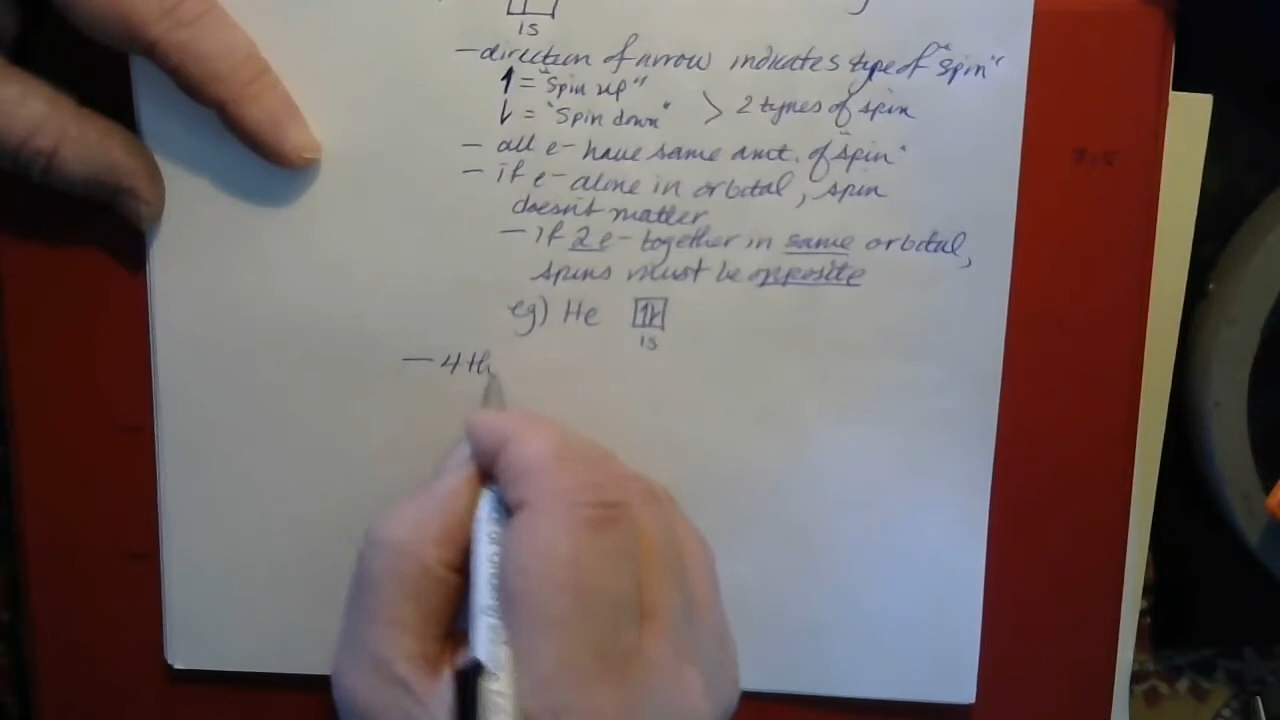 1s
- direction of arrow indicates type of "spin"
↑ = "spin up"
↓ = "spin down" > 2 types of spin
- all e- have same amt. of "spin"
- if e- alone in orbital, spin
doesn't matter
- if 2 e- together in same orbital,
spins must be opposite
eg) He ↑↓
1s
- 4th